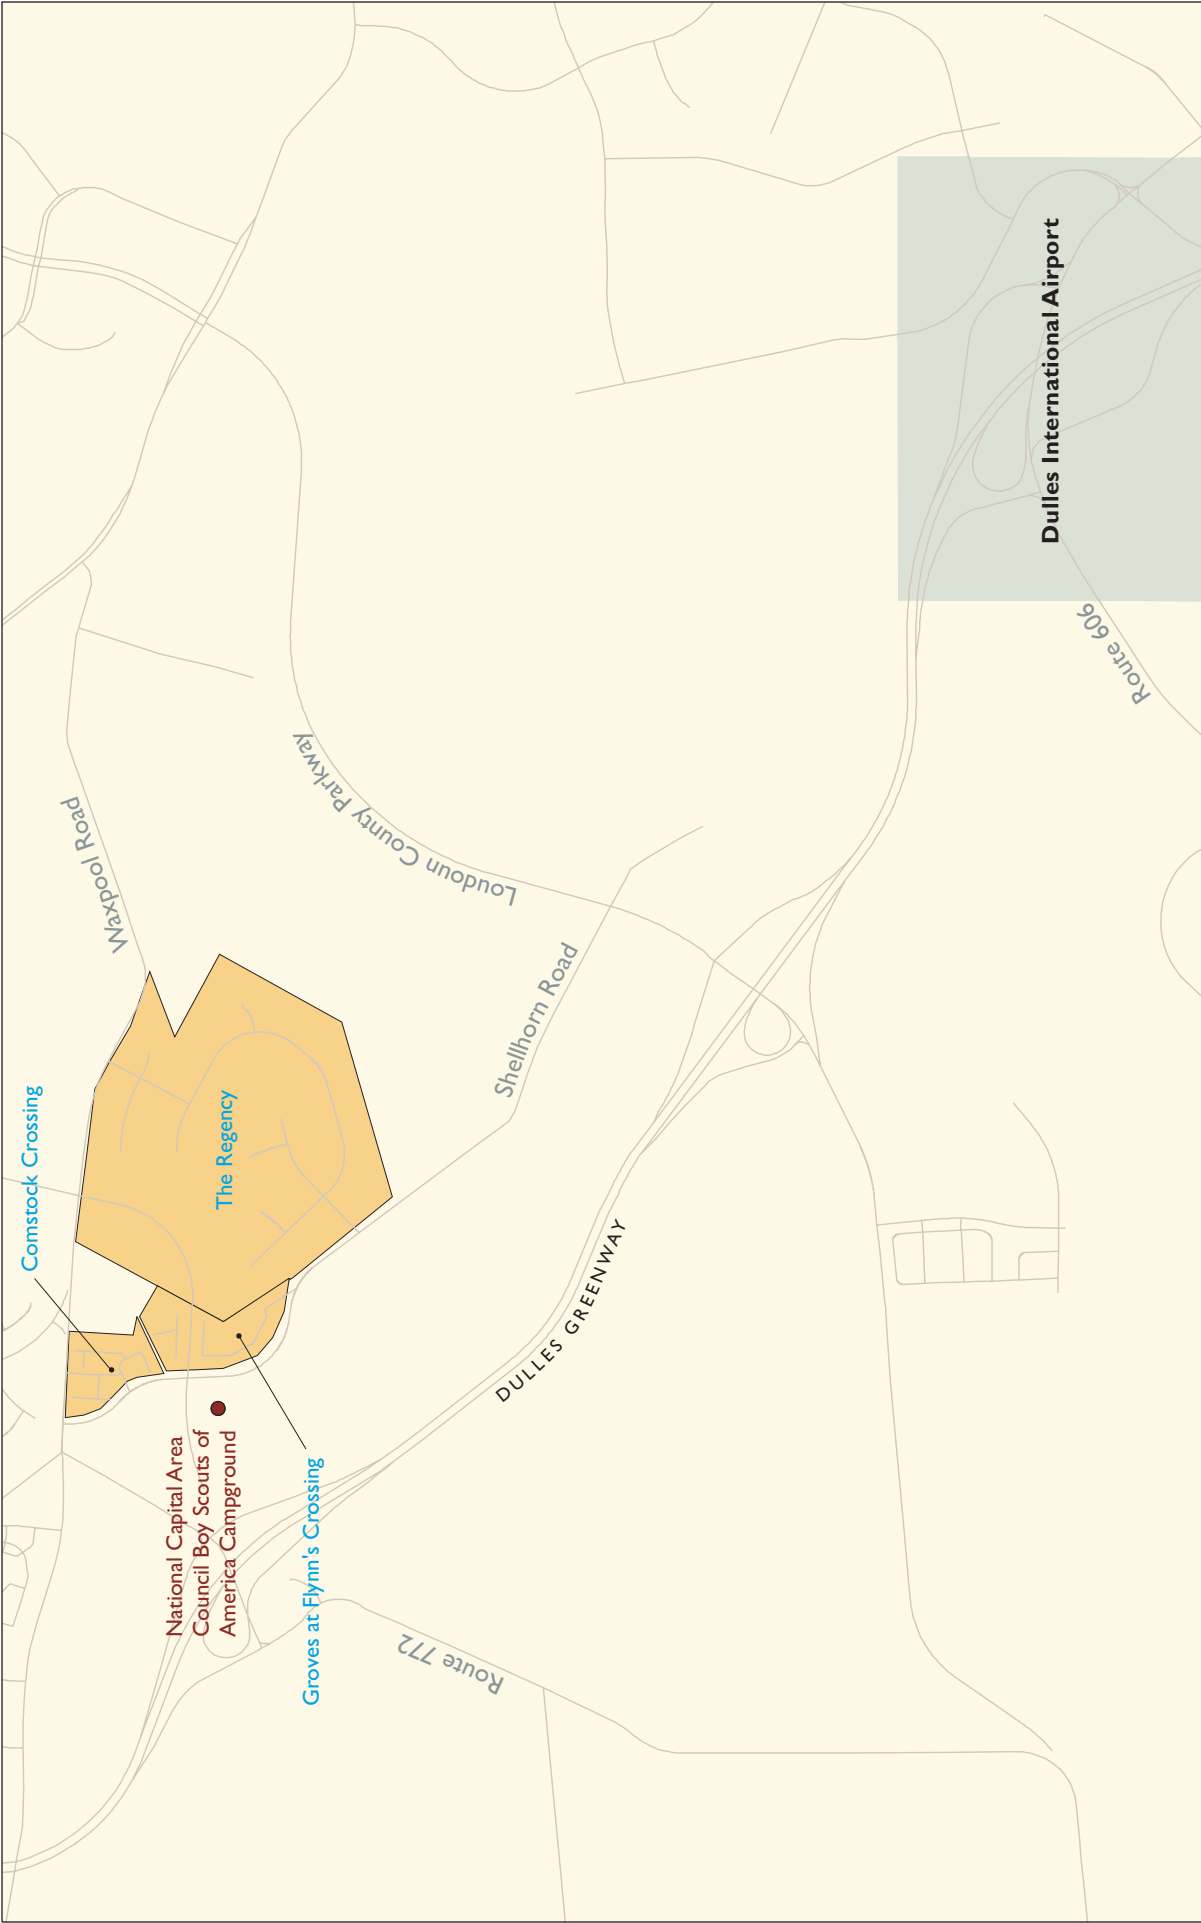 Comstock Crossing
Waxpool Road
The Regency
National Capital Area
Council Boy Scouts of
America Campground
Groves at Flynn's Crossing
Loudoun County Parkway
Shellhorn Road
DULLES GREENWAY
Route 772
Dulles International Airport
Route 606